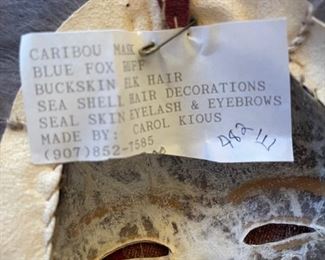 CARIBOU MASK
BLUE FOX RUFF
BUCKSKIN ELK HAIR
SEA SHELL HAIR DECORATIONS
SEAL SKIN EYELASH & EYEBROWS
MADE BY: CAROL KIOUS
(907)852-7585